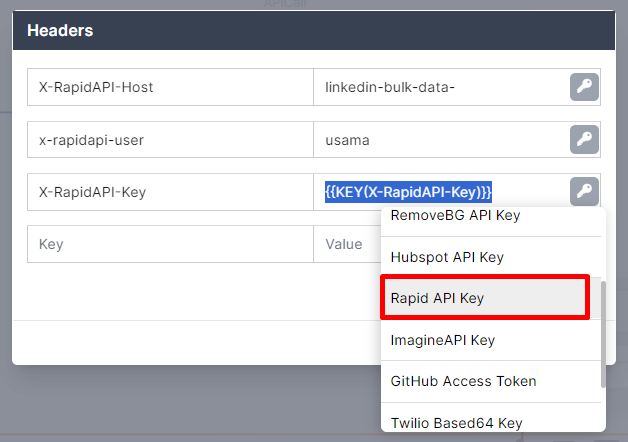 APICall
Headers
X-RapidAPI-Host
linkedin-bulk-data-
x-rapidapi-user
usama
X-RapidAPI-Key
{{KEY(X-RapidAPI-Key)}}
Key
Value
RemoveBG API Key
Hubspot API Key
Rapid API Key
ImagineAPI Key
GitHub Access Token
Twilio Based64 Key